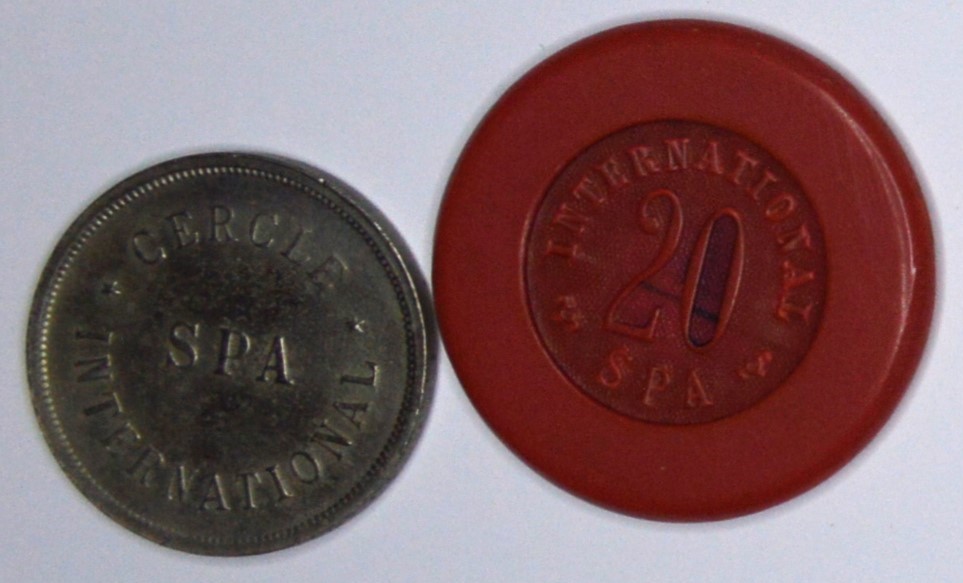 CERCLE
SPA
INTERNATIONAL
INTERNATIONAL
20
SPA